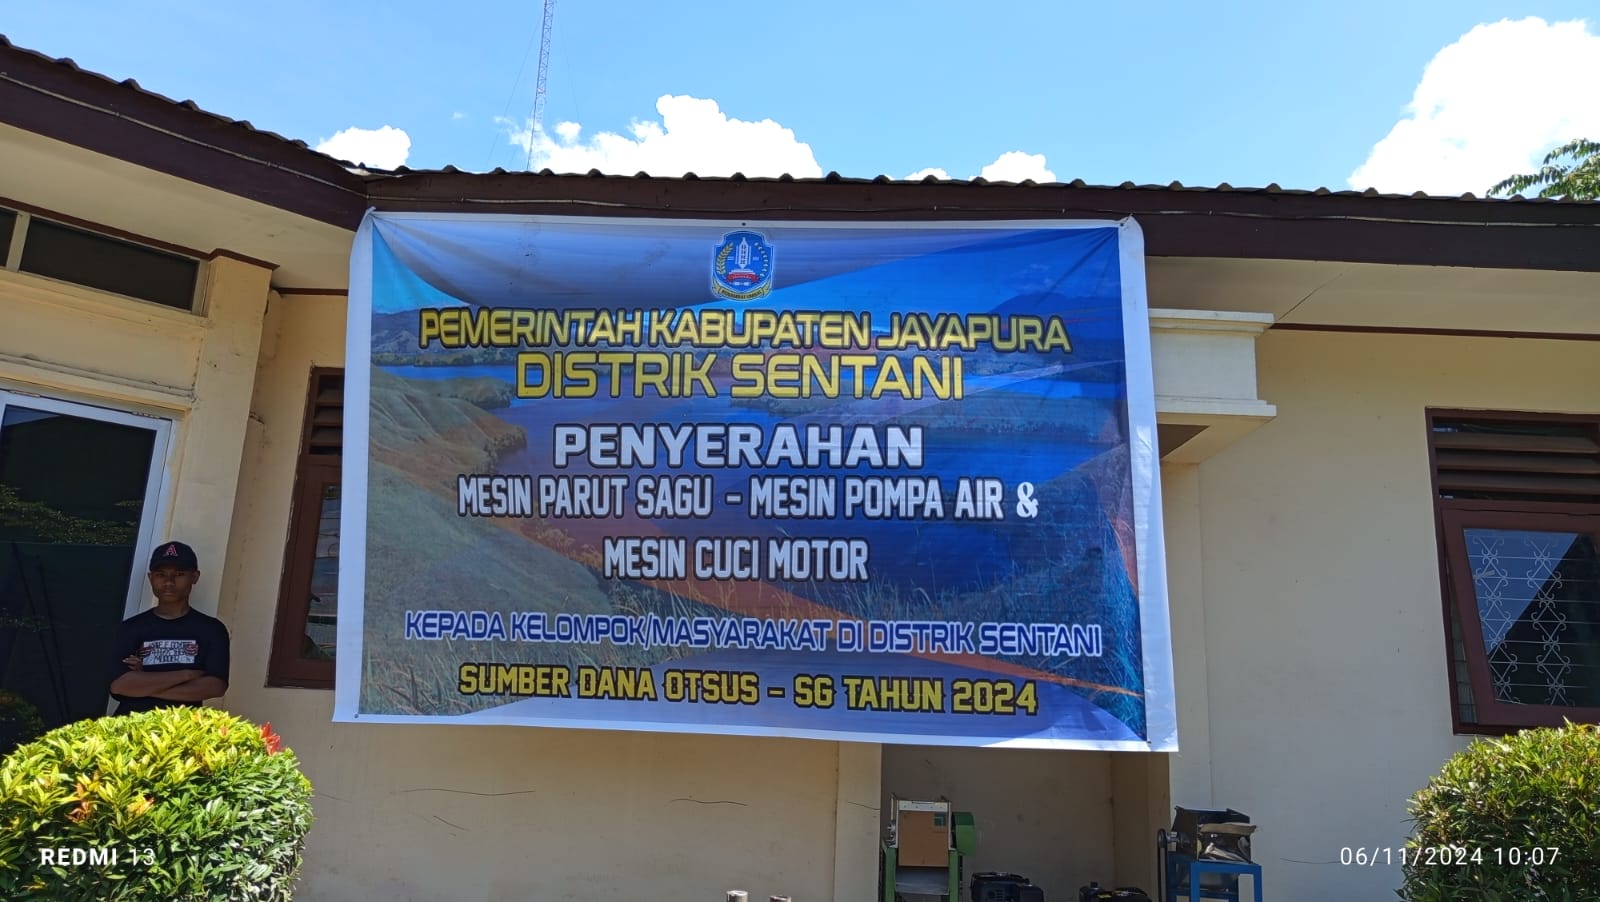 PEMERINTAH KABUPATEN JAYAPURA
DISTRIK SENTANI
PENYERAHAN
MESIN PARUT SAGU - MESIN POMPA AIR &
MESIN CUCI MOTOR
KEPADA KELOMPOK/MASYARAKAT DI DISTRIK SENTANI
SUMBER DANA OTSUS - SG TAHUN 2024
A
REDMI 13
06/11/2024 10:07